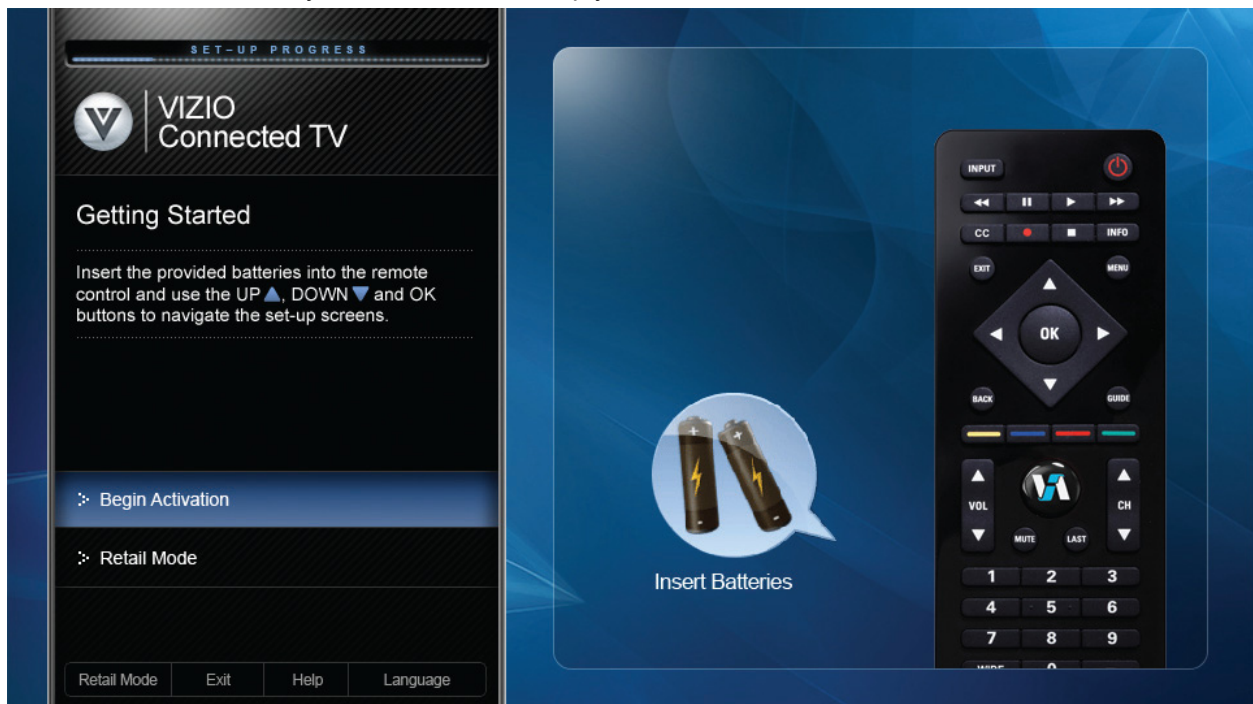 SET-UP PROGRESS
VIZIO
Connected TV
Getting Started
Insert the provided batteries into the remote
control and use the UP ▲, DOWN ▼ and OK
buttons to navigate the set-up screens.
Begin Activation
Retail Mode
Retail Mode Exit Help Language
Insert Batteries
INPUT
CC INFO
EXIT MENU
OK
BACK GUIDE
VOL CH
MUTE LAST
1 2 3
4 5 6
7 8 9
WIDE 0